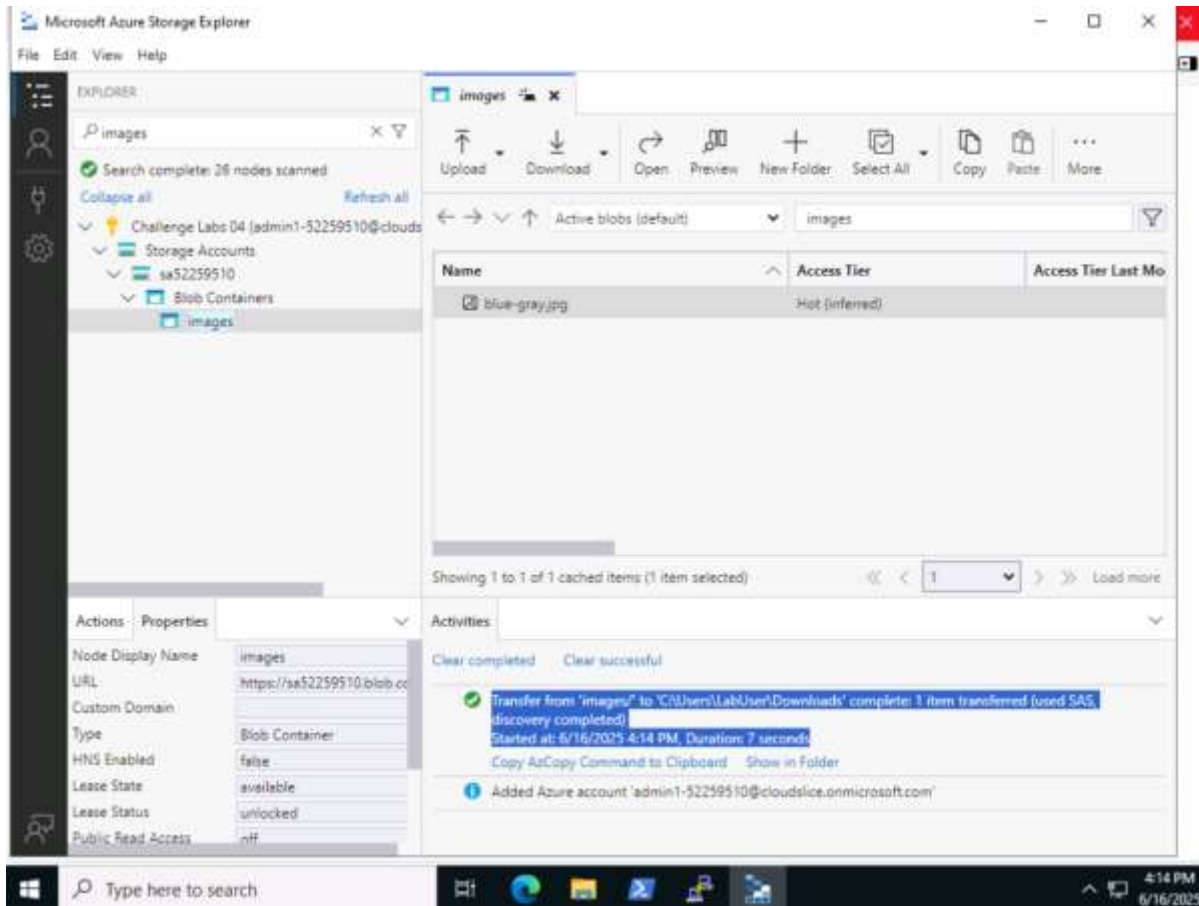 Microsoft Azure Storage Explorer
File Edit View Help
EXPLORER
images
Search complete: 26 nodes scanned
Collapse all Refresh all
Challenge Labs 04 (admin1-52259510@clouds
Storage Accounts
sa52259510
Blob Containers
images
images
Upload Download Open Preview New Folder Select All Copy Paste More
Active blobs (default) images
Name Access Tier Access Tier Last Mo
blue-gray.jpg Hot (inferred)
Showing 1 to 1 of 1 cached items (1 item selected) 1 Load more
Actions Properties
Node Display Name images
URL https://sa52259510.blob.cc
Custom Domain
Type Blob Container
HNS Enabled false
Lease State available
Lease Status unlocked
Public Read Access off
Activities
Clear completed Clear successful
Transfer from 'images/' to 'C:\Users\LabUser\Downloads' complete: 1 item transferred (used SAS,
discovery completed)
Started at: 6/16/2025 4:14 PM, Duration: 7 seconds
Copy AzCopy Command to Clipboard Show in Folder
Added Azure account 'admin1-52259510@cloudslice.onmicrosoft.com'
Type here to search
4:14 PM
6/16/202